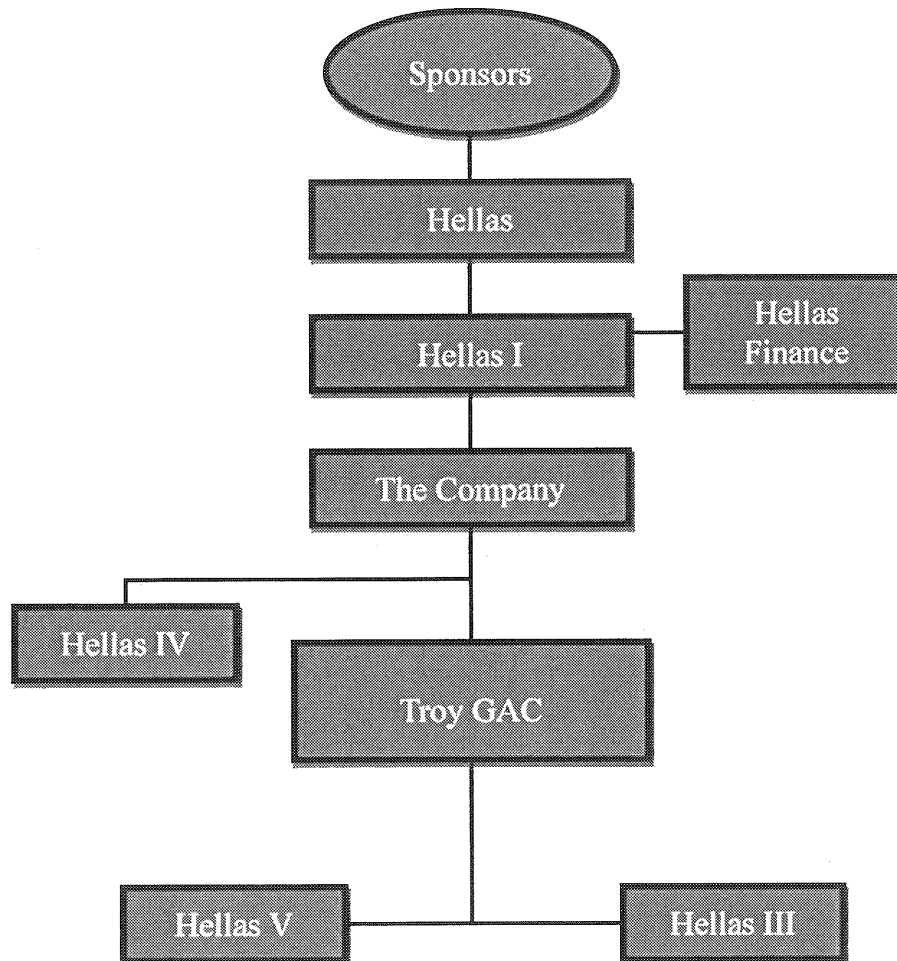 Sponsors
Hellas
Hellas I
Hellas
Finance
The Company
Hellas IV
Troy GAC
Hellas V
Hellas III